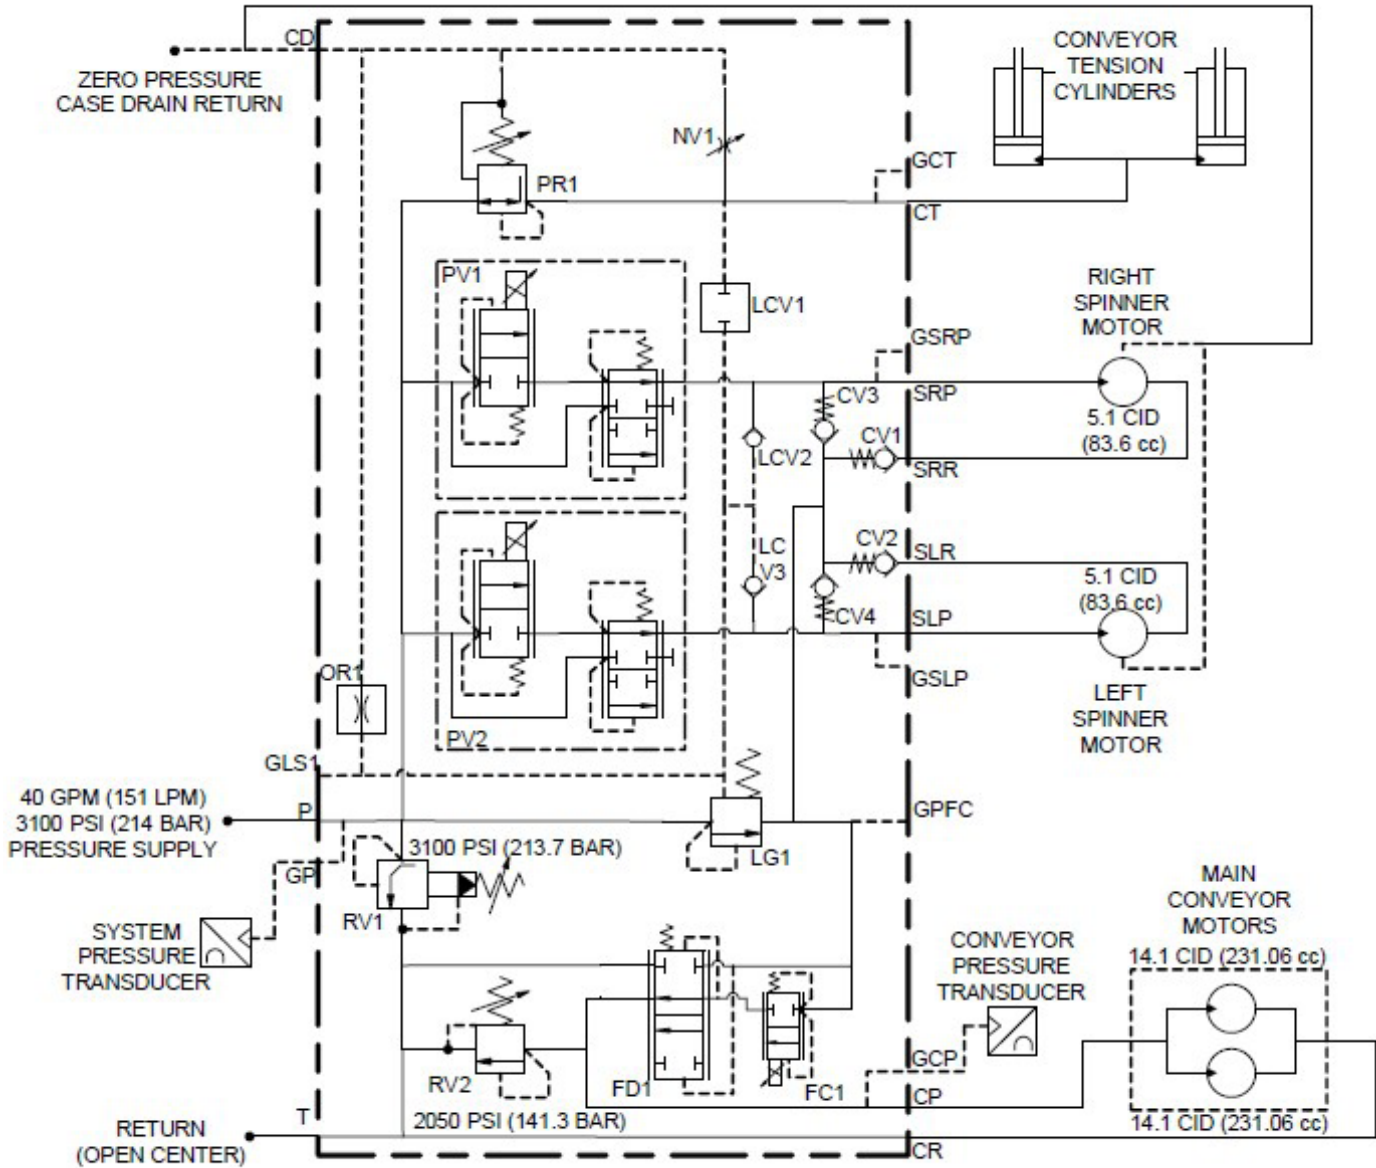 CD
ZERO PRESSURE
CASE DRAIN RETURN
CONVEYOR
TENSION
CYLINDERS
NV1
GCT
PR1
CT
PV1
LCV1
RIGHT
SPINNER
MOTOR
GSRP
CV3
SRP
5.1 CID
(83.6 cc)
CV1
LCV2
SRR
LC
V3
CV2
SLR
5.1 CID
(83.6 cc)
CV4
SLP
OR1
GSLP
LEFT
SPINNER
MOTOR
PV2
GLS1
40 GPM (151 LPM)
3100 PSI (214 BAR)
PRESSURE SUPPLY
P
GPFC
3100 PSI (213.7 BAR)
LG1
GP
RV1
MAIN
CONVEYOR
MOTORS
14.1 CID (231.06 cc)
SYSTEM
PRESSURE
TRANSDUCER
CONVEYOR
PRESSURE
TRANSDUCER
GCP
RV2
FD1
FC1
CP
2050 PSI (141.3 BAR)
14.1 CID (231.06 cc)
T
RETURN
(OPEN CENTER)
CR